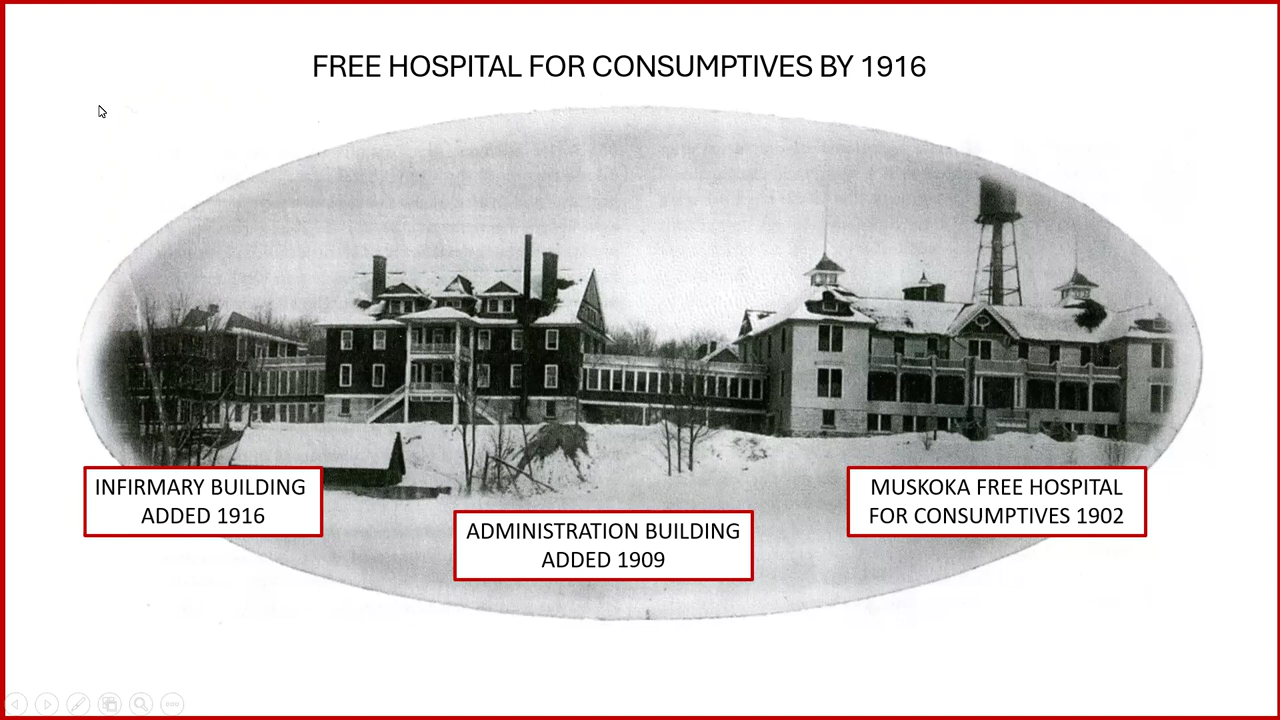 FREE HOSPITAL FOR CONSUMPTIVES BY 1916
INFIRMARY BUILDING
ADDED 1916
ADMINISTRATION BUILDING
ADDED 1909
MUSKOKA FREE HOSPITAL
FOR CONSUMPTIVES 1902